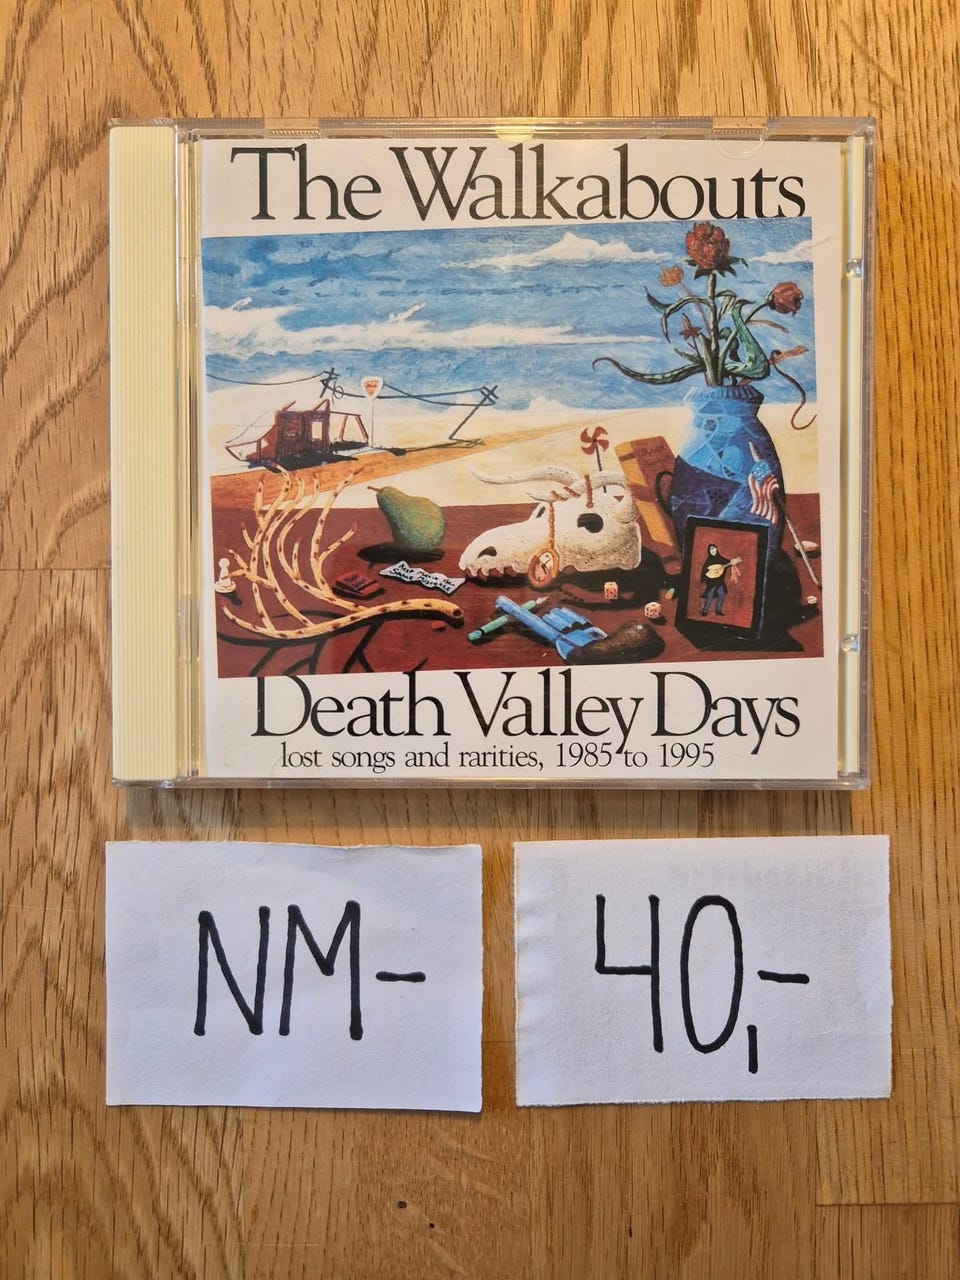 The Walkabouts
Death Valley Days
lost songs and rarities, 1985 to 1995
NM-
40,-